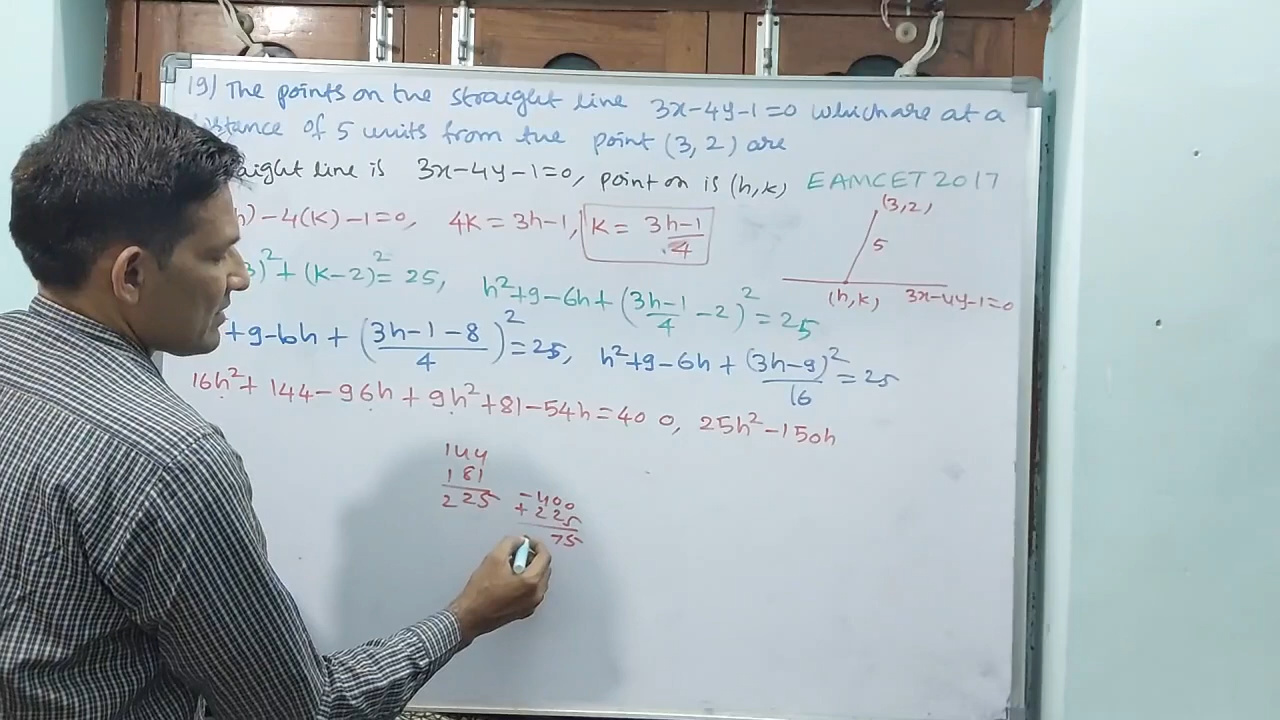 19) The points on the straight line 3x-4y-1=0 which are at a
distance of 5 units from the point (3, 2) are
aight line is 3x-4y-1=0, point on is (h, k) EAMCET 2017
h) -4(K) -1=0, 4K = 3h-1, K = 3h-1/4
3)² + (K-2)² = 25, h²+9-6h+(3h-1/4 -2)² = 25
+9-6h + (3h-1-8/4)² = 25, h²+9-6h + (3h-9)²/16 = 25
16h²+144-96h+9h²+81-54h=400, 25h²-150h
(3, 2)
5
(h, k) 3x-4y-1=0
144
181
225
-400
+225
75